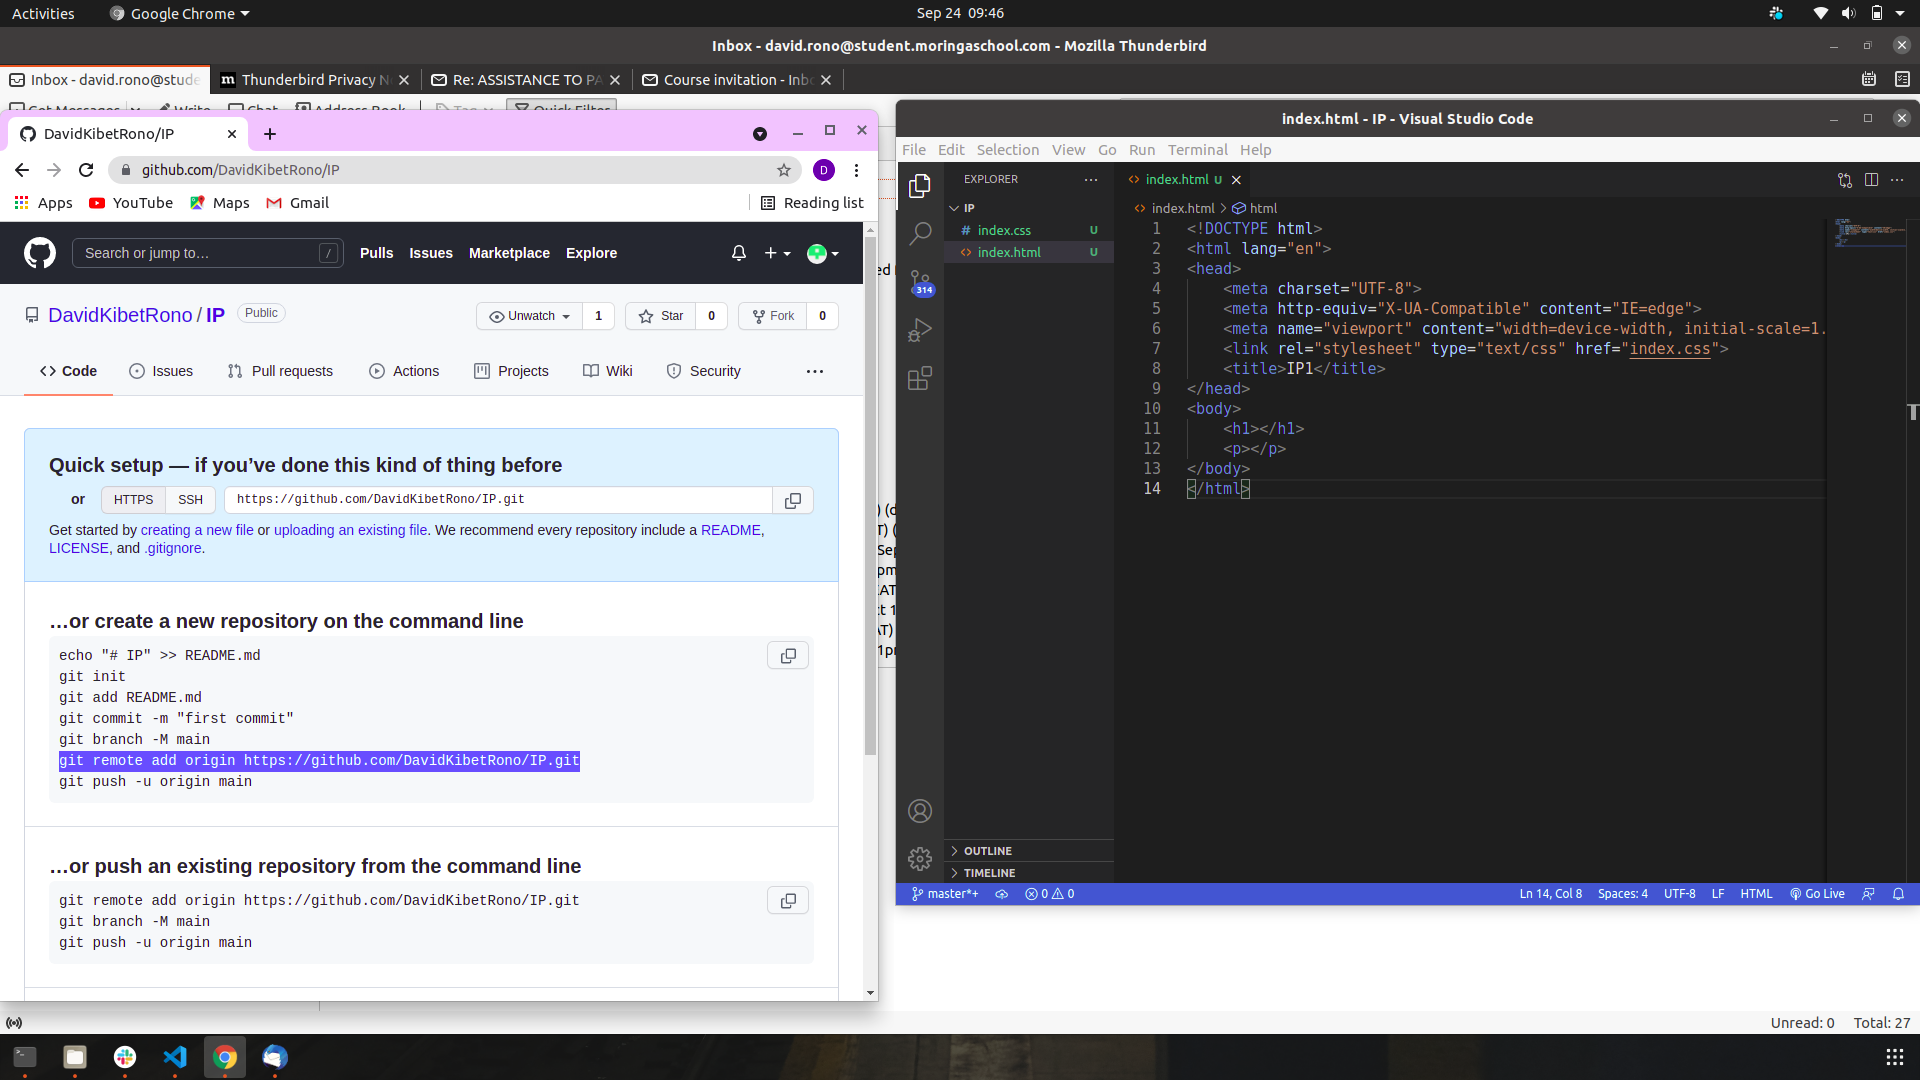 Activities
Google Chrome
Sep 24 09:46
Inbox - david.rono@student.moringaschool.com - Mozilla Thunderbird
Inbox - david.rono@stude
Thunderbird Privacy N
Re: ASSISTANCE TO PA
Course invitation - Inb
Get Messages
Write
Chat
Address Book
Tag
Quick Filter
DavidKibetRono/IP
github.com/DavidKibetRono/IP
D
Apps
YouTube
Maps
Gmail
Reading list
Search or jump to…
/
Pulls
Issues
Marketplace
Explore
DavidKibetRono / IP
Public
Unwatch
1
Star
0
Fork
0
Code
Issues
Pull requests
Actions
Projects
Wiki
Security
Quick setup — if you’ve done this kind of thing before
or
HTTPS
SSH
https://github.com/DavidKibetRono/IP.git
Get started by creating a new file or uploading an existing file. We recommend every repository include a README,
LICENSE, and .gitignore.
…or create a new repository on the command line
echo "# IP" >> README.md
git init
git add README.md
git commit -m "first commit"
git branch -M main
git remote add origin https://github.com/DavidKibetRono/IP.git
git push -u origin main
…or push an existing repository from the command line
git remote add origin https://github.com/DavidKibetRono/IP.git
git branch -M main
git push -u origin main
index.html - IP - Visual Studio Code
File
Edit
Selection
View
Go
Run
Terminal
Help
EXPLORER
IP
index.css U
index.html U
314
OUTLINE
TIMELINE
index.html U
index.html > html
1 <!DOCTYPE html>
2 <html lang="en">
3 <head>
4 <meta charset="UTF-8">
5 <meta http-equiv="X-UA-Compatible" content="IE=edge">
6 <meta name="viewport" content="width=device-width, initial-scale=1.
7 <link rel="stylesheet" type="text/css" href="index.css">
8 <title>IP1</title>
9 </head>
10 <body>
11 <h1></h1>
12 <p></p>
13 </body>
14 </html>
master*+
0
0
Ln 14, Col 8
Spaces: 4
UTF-8
LF
HTML
Go Live
Unread: 0
Total: 27